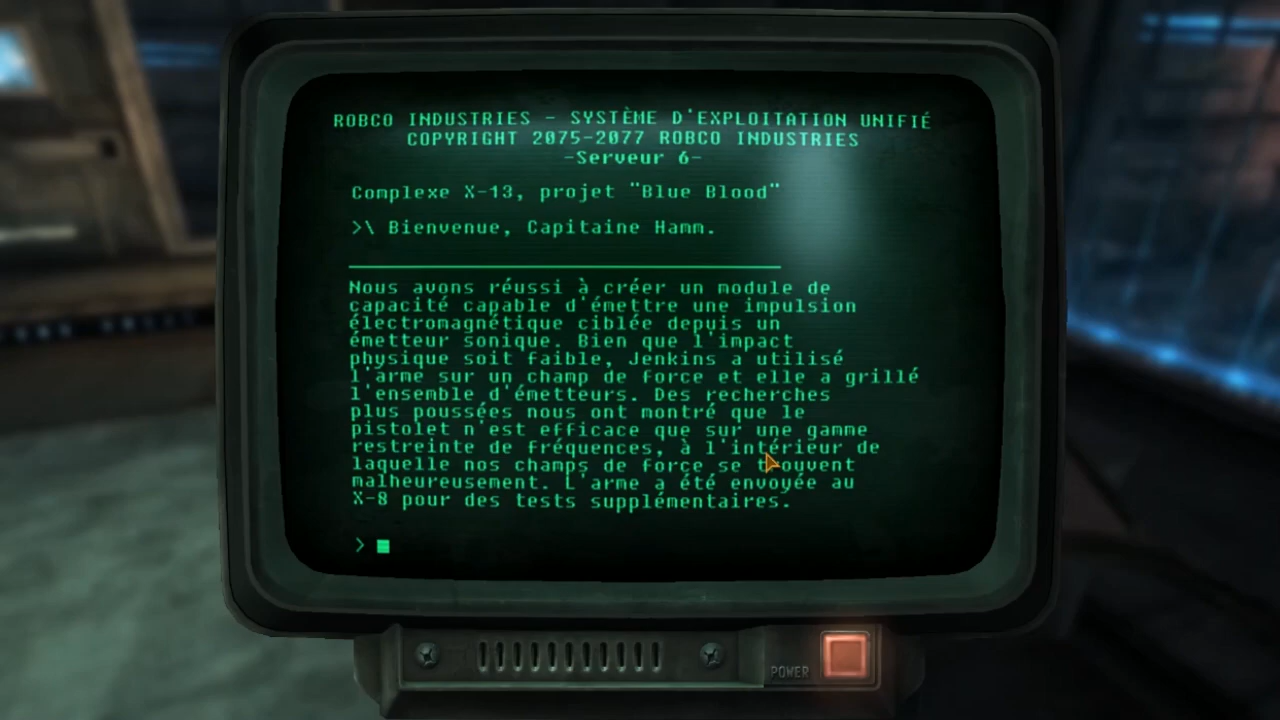 ROBCO INDUSTRIES - SYSTÈME D'EXPLOITATION UNIFIÉ
COPYRIGHT 2075-2077 ROBCO INDUSTRIES
-Serveur 6-
Complexe X-13, projet "Blue Blood"
>\ Bienvenue, Capitaine Hamm.
Nous avons réussi à créer un module de
capacité capable d'émettre une impulsion
électromagnétique ciblée depuis un
émetteur sonique. Bien que l'impact
physique soit faible, Jenkins a utilisé
l'arme sur un champ de force et elle a grillé
l'ensemble d'émetteurs. Des recherches
plus poussées nous ont montré que le
pistolet n'est efficace que sur une gamme
restreinte de fréquences, à l'intérieur de
laquelle nos champs de force se trouvent
malheureusement. L'arme a été envoyée au
X-8 pour des tests supplémentaires.
>
POWER